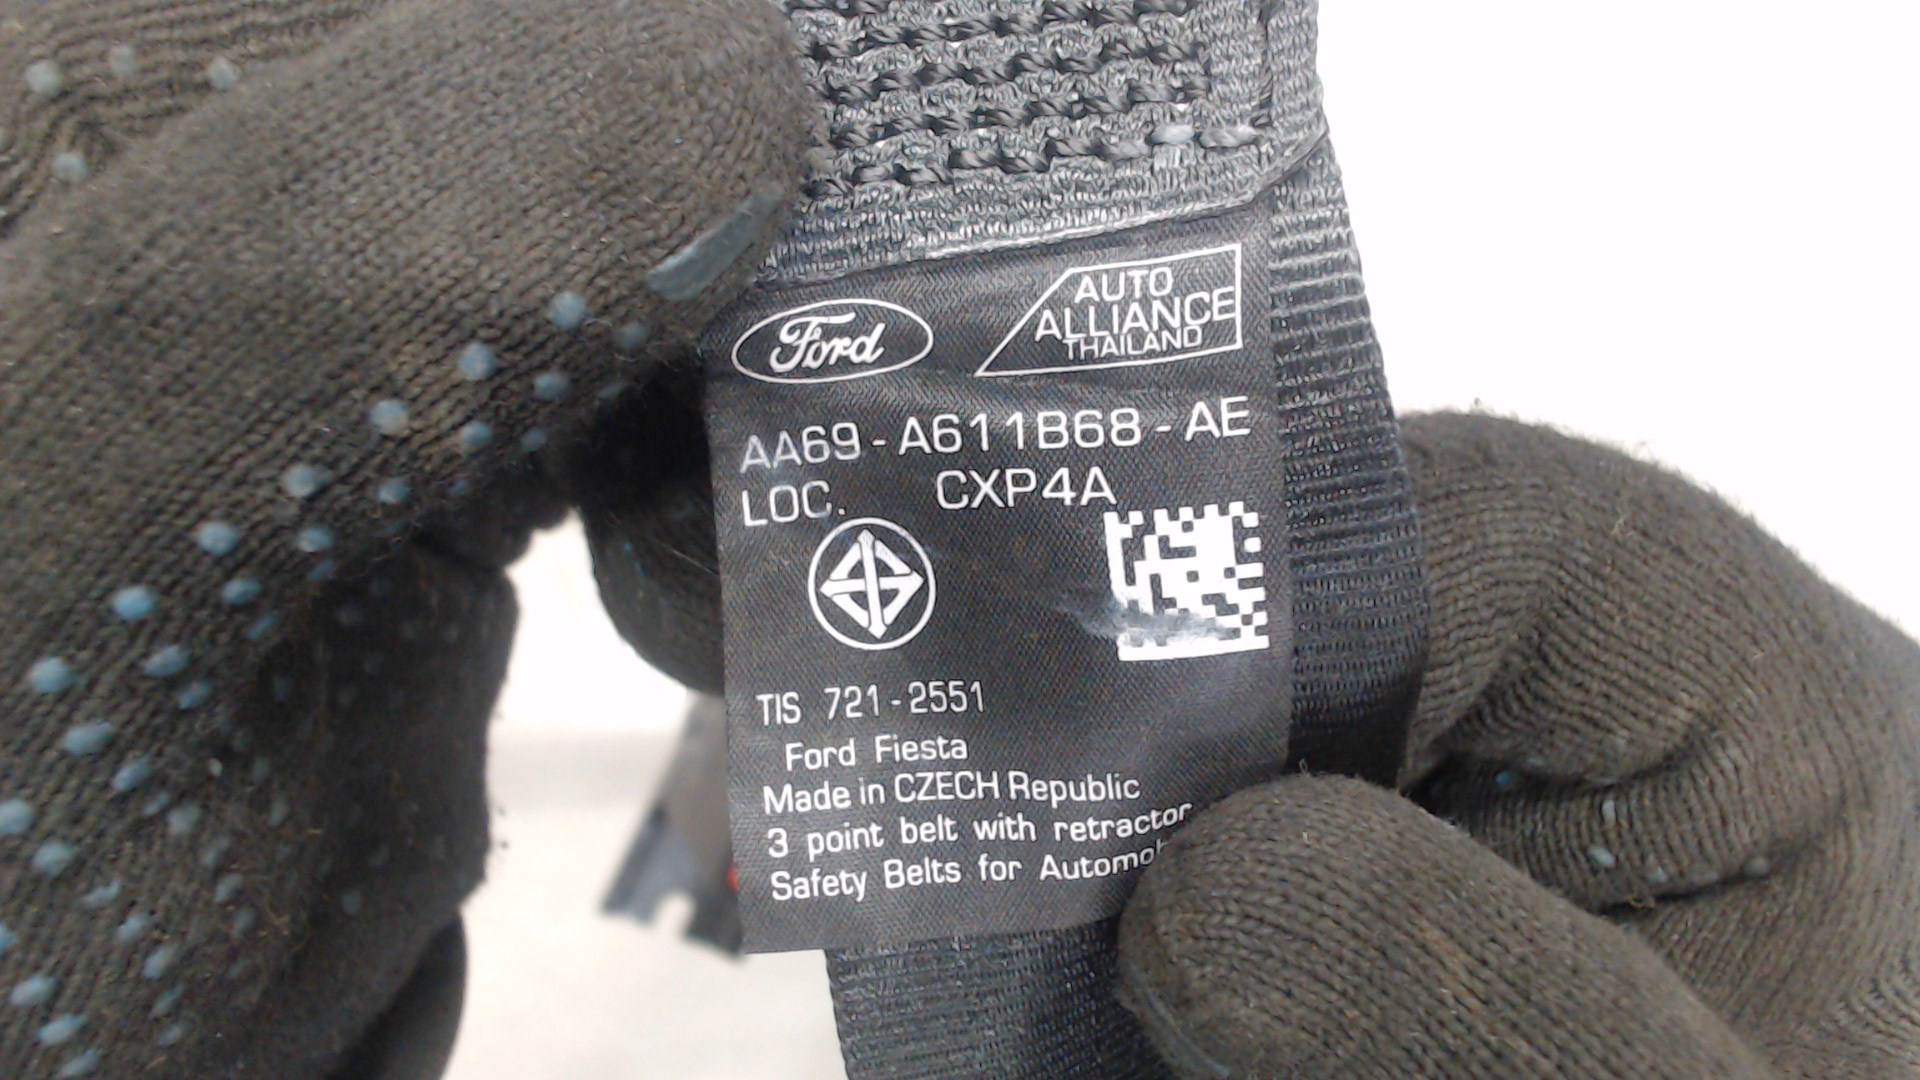 Ford
AUTO
ALLIANCE
THAILAND
AA69-A611B68-AE
LOC. CXP4A
TIS 721-2551
Ford Fiesta
Made in CZECH Republic
3 point belt with retractor
Safety Belts for